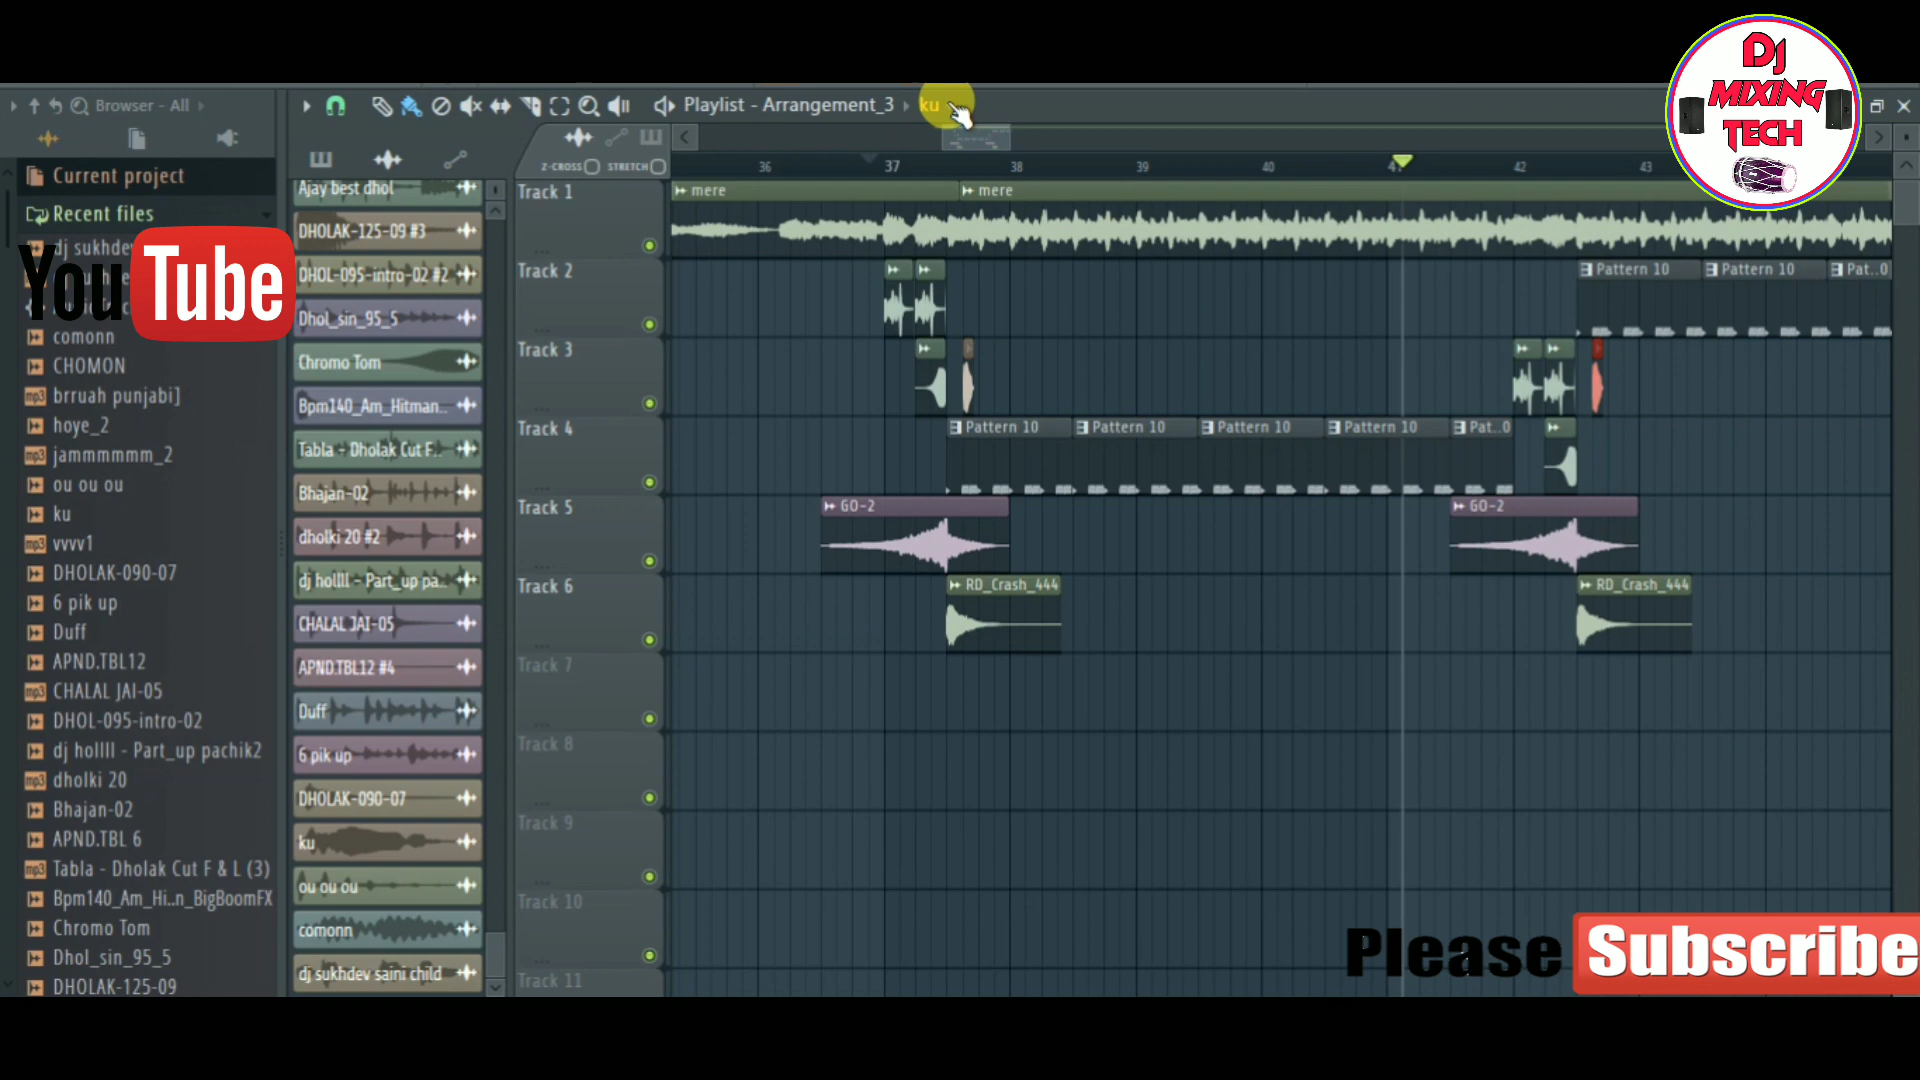 Browser - All
Current project
Recent files
dj sukhdev
comonn
CHOMON
brruah punjabi]
hoye_2
jammmmmm_2
ou ou ou
ku
vvvv1
DHOLAK-090-07
6 pik up
Duff
APND.TBL12
CHALAL JAI-05
DHOL-095-intro-02
dj hollll - Part_up pachik2
dholki 20
Bhajan-02
APND.TBL 6
Tabla - Dholak Cut F & L (3)
Bpm140_Am_Hi..n_BigBoomFX
Chromo Tom
Dhol_sin_95_5
DHOLAK-125-09
You Tube
Ajay best dhol
DHOLAK-125-09 #3
DHOL-095-intro-02 #2
Dhol_sin_95_5
Chromo Tom
Bpm140_Am_Hitman..
Tabla - Dholak Cut F..
Bhajan-02
dholki 20 #2
dj hollll - Part_up pa..
CHALAL JAI-05
APND.TBL12 #4
Duff
6 pik up
DHOLAK-090-07
ku
ou ou ou
comonn
dj sukhdev saini child
Playlist - Arrangement_3 ku
Z-CROSS STRETCH
36 37 38 39 40 42 43
Track 1
mere mere
Track 2
Pattern 10 Pattern 10 Pat..0
Track 3
Track 4
Pattern 10 Pattern 10 Pattern 10 Pattern 10 Pat..0
Track 5
GO-2 GO-2
Track 6
RD_Crash_444 RD_Crash_444
Track 7
Track 8
Track 9
Track 10
Track 11
DJ
MIXING
TECH
Please Subscribe